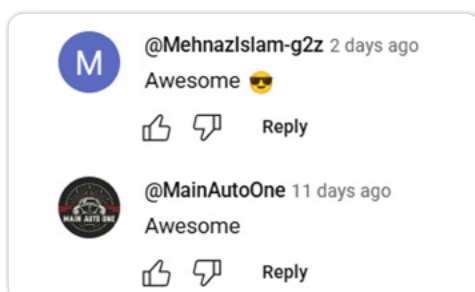 M
@MehnazIslam-g2z 2 days ago
Awesome 😎
Reply
MAIN AUTO ONE
@MainAutoOne 11 days ago
Awesome
Reply